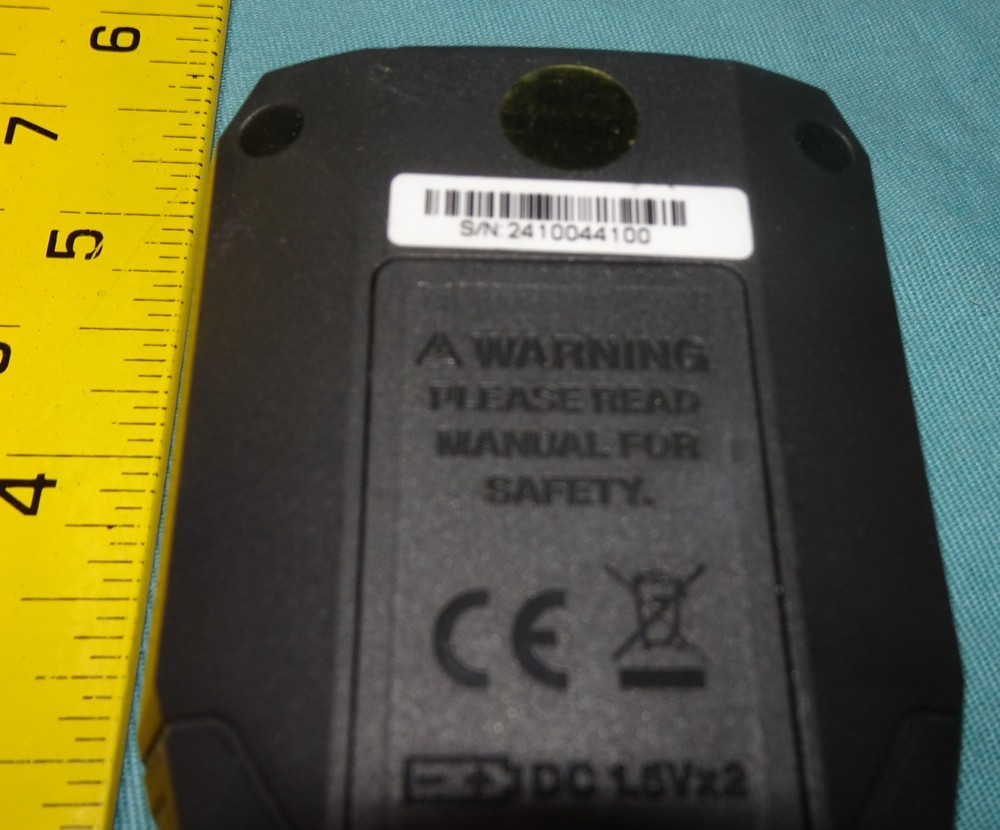 6
7
5
4
S/N: 2410044100
WARNING
PLEASE READ
MANUAL FOR
SAFETY.
CE
DC 1.5Vx2